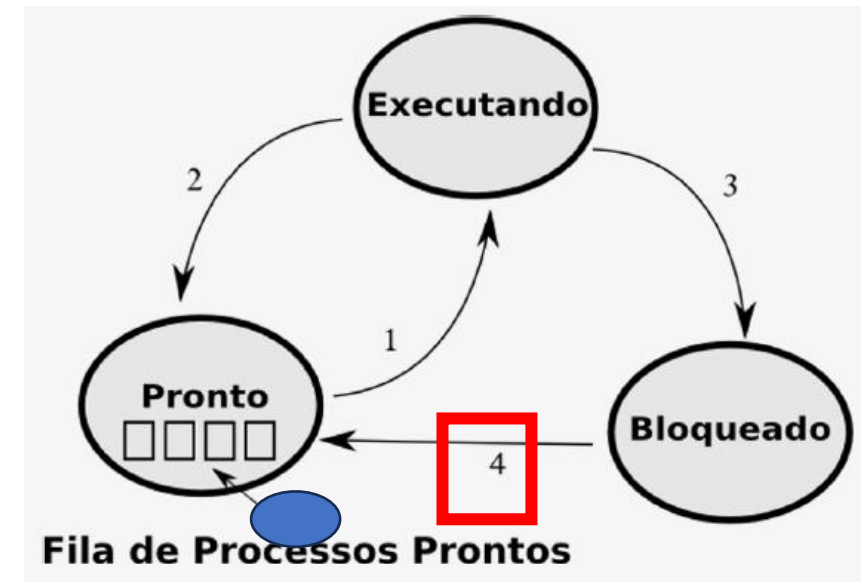 Executando
2
3
1
Pronto
4
Bloqueado
Fila de Processos Prontos